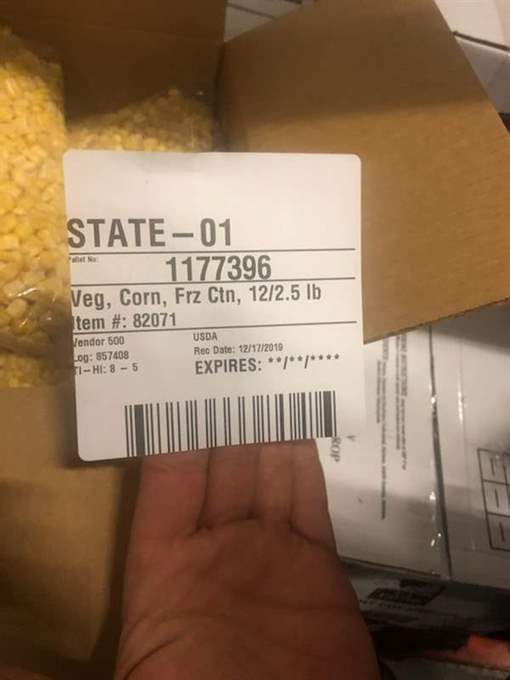 STATE-01
Pallet No:
1177396
Veg, Corn, Frz Ctn, 12/2.5 lb
Item #: 82071
Vendor 500
USDA
Log: 857408
Rec Date: 12/17/2019
TI-HI: 8 - 5
EXPIRES: **/**/****